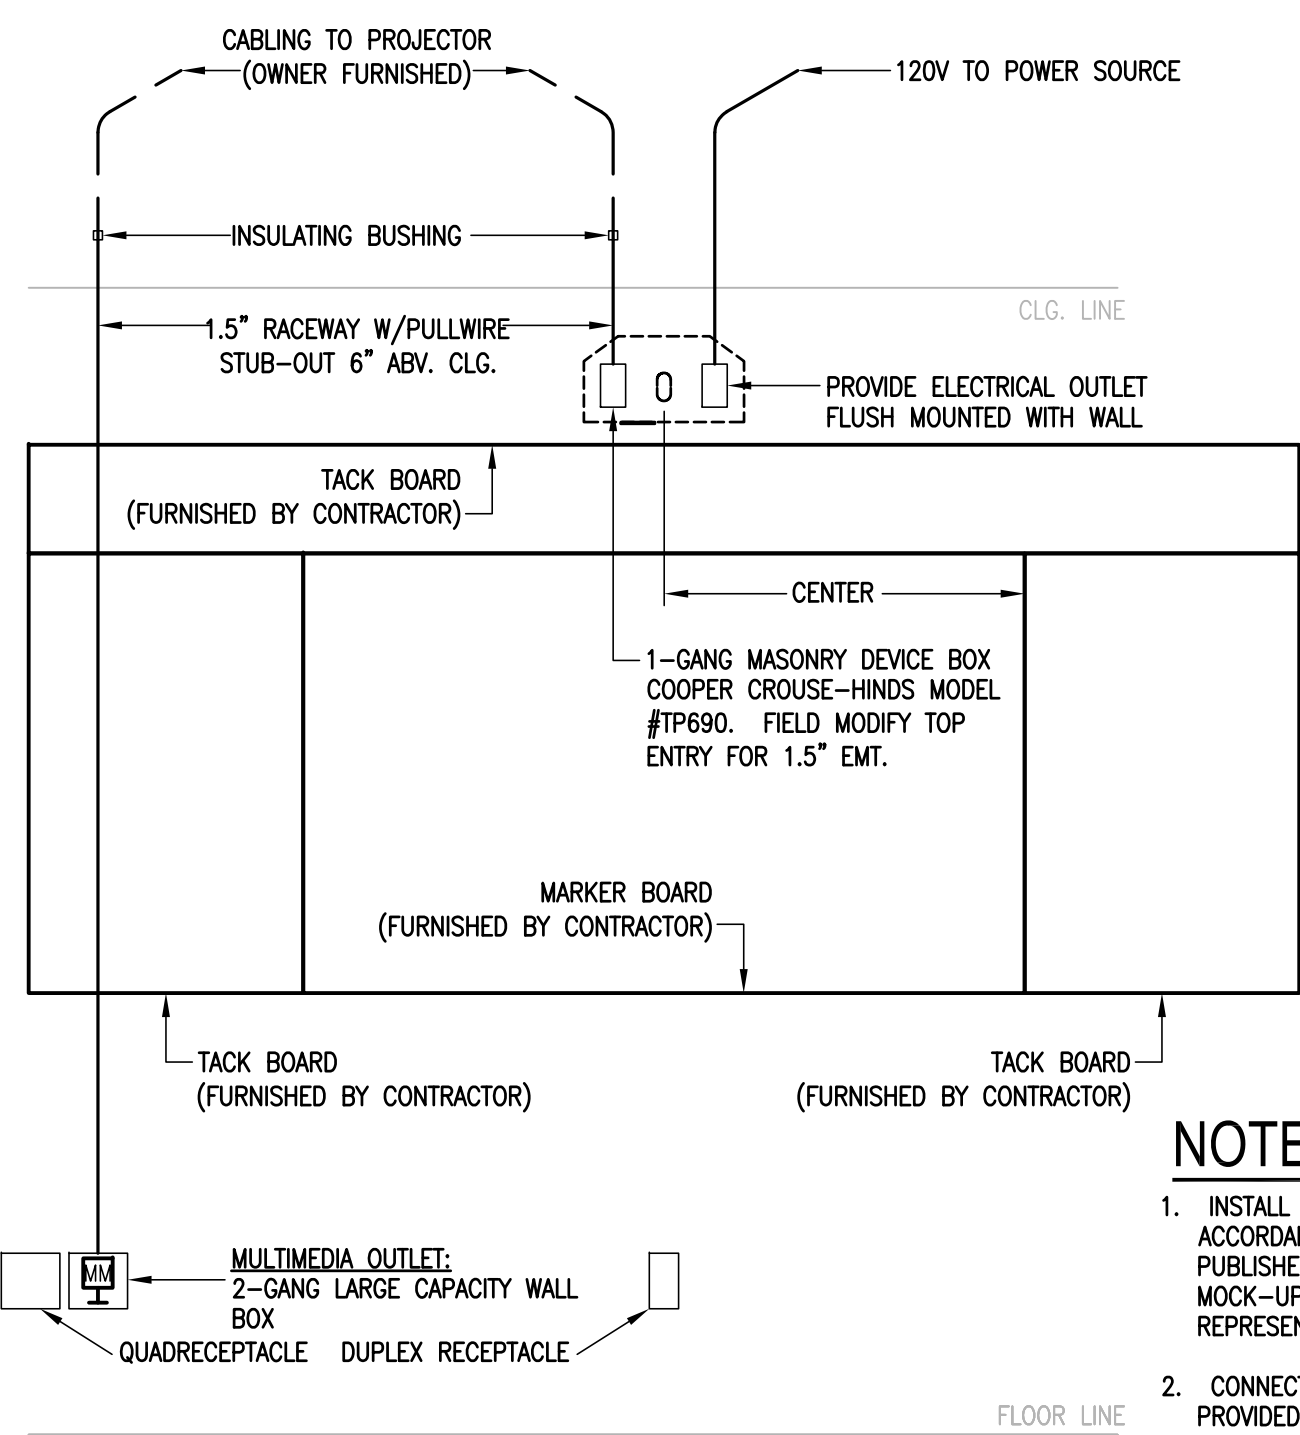 CABLING TO PROJECTOR
(OWNER FURNISHED)
120V TO POWER SOURCE
INSULATING BUSHING
CLG. LINE
1.5" RACEWAY W/PULLWIRE
STUB-OUT 6" ABV. CLG.
PROVIDE ELECTRICAL OUTLET
FLUSH MOUNTED WITH WALL
TACK BOARD
(FURNISHED BY CONTRACTOR)
CENTER
1-GANG MASONRY DEVICE BOX
COOPER CROUSE-HINDS MODEL
#TP690. FIELD MODIFY TOP
ENTRY FOR 1.5" EMT.
MARKER BOARD
(FURNISHED BY CONTRACTOR)
TACK BOARD
(FURNISHED BY CONTRACTOR)
TACK BOARD
(FURNISHED BY CONTRACTOR)
MM
MULTIMEDIA OUTLET:
2-GANG LARGE CAPACITY WALL
BOX
QUADRECEPTACLE
DUPLEX RECEPTACLE
FLOOR LINE
NOTE
1. INSTALL
2. CONNECT
PROVIDED